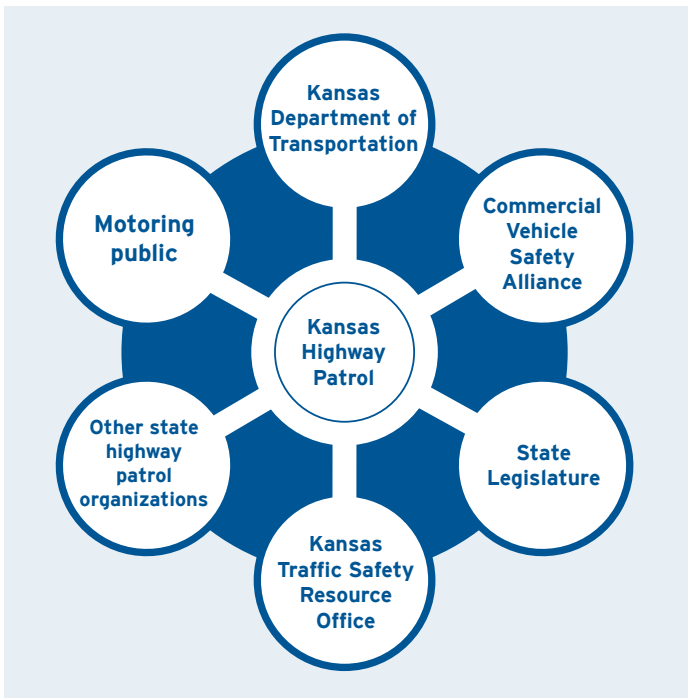 Kansas
Department of
Transportation
Motoring
public
Commercial
Vehicle
Safety
Alliance
Kansas
Highway
Patrol
Other state
highway
patrol
organizations
State
Legislature
Kansas
Traffic Safety
Resource
Office